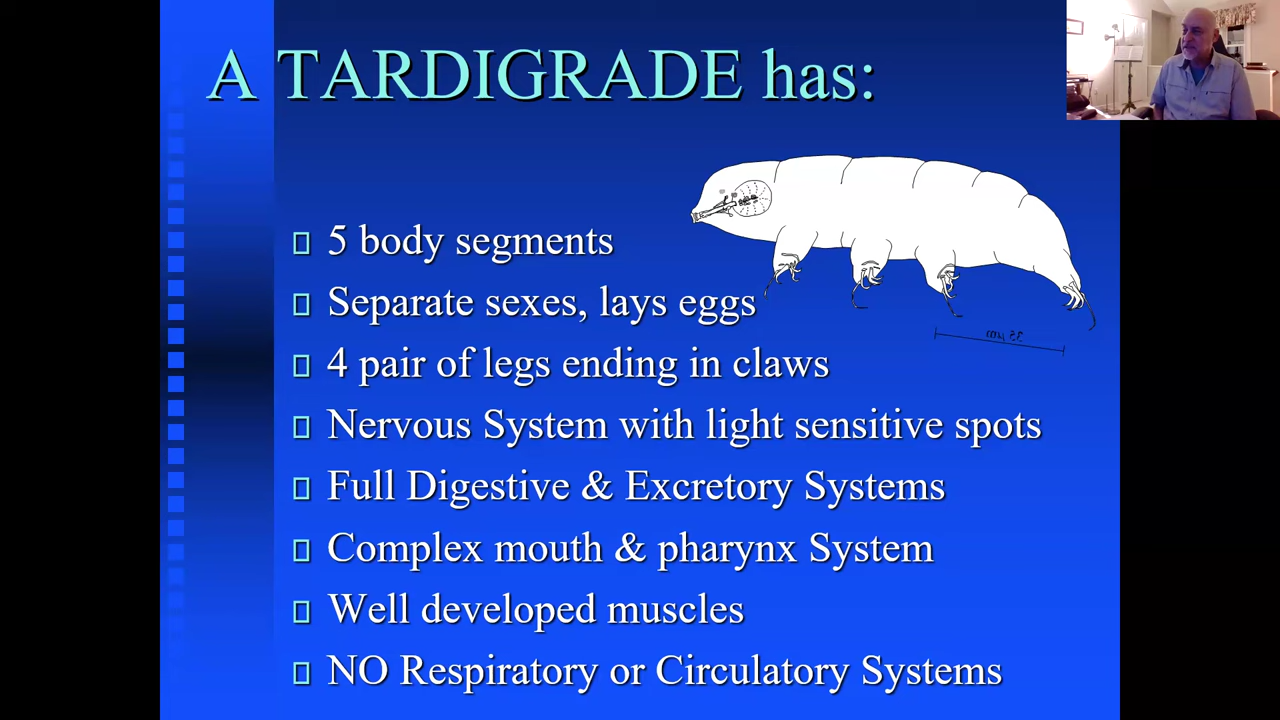 A TARDIGRADE has:
5 body segments
Separate sexes, lays eggs
4 pair of legs ending in claws
Nervous System with light sensitive spots
Full Digestive & Excretory Systems
Complex mouth & pharynx System
Well developed muscles
NO Respiratory or Circulatory Systems
35 μm